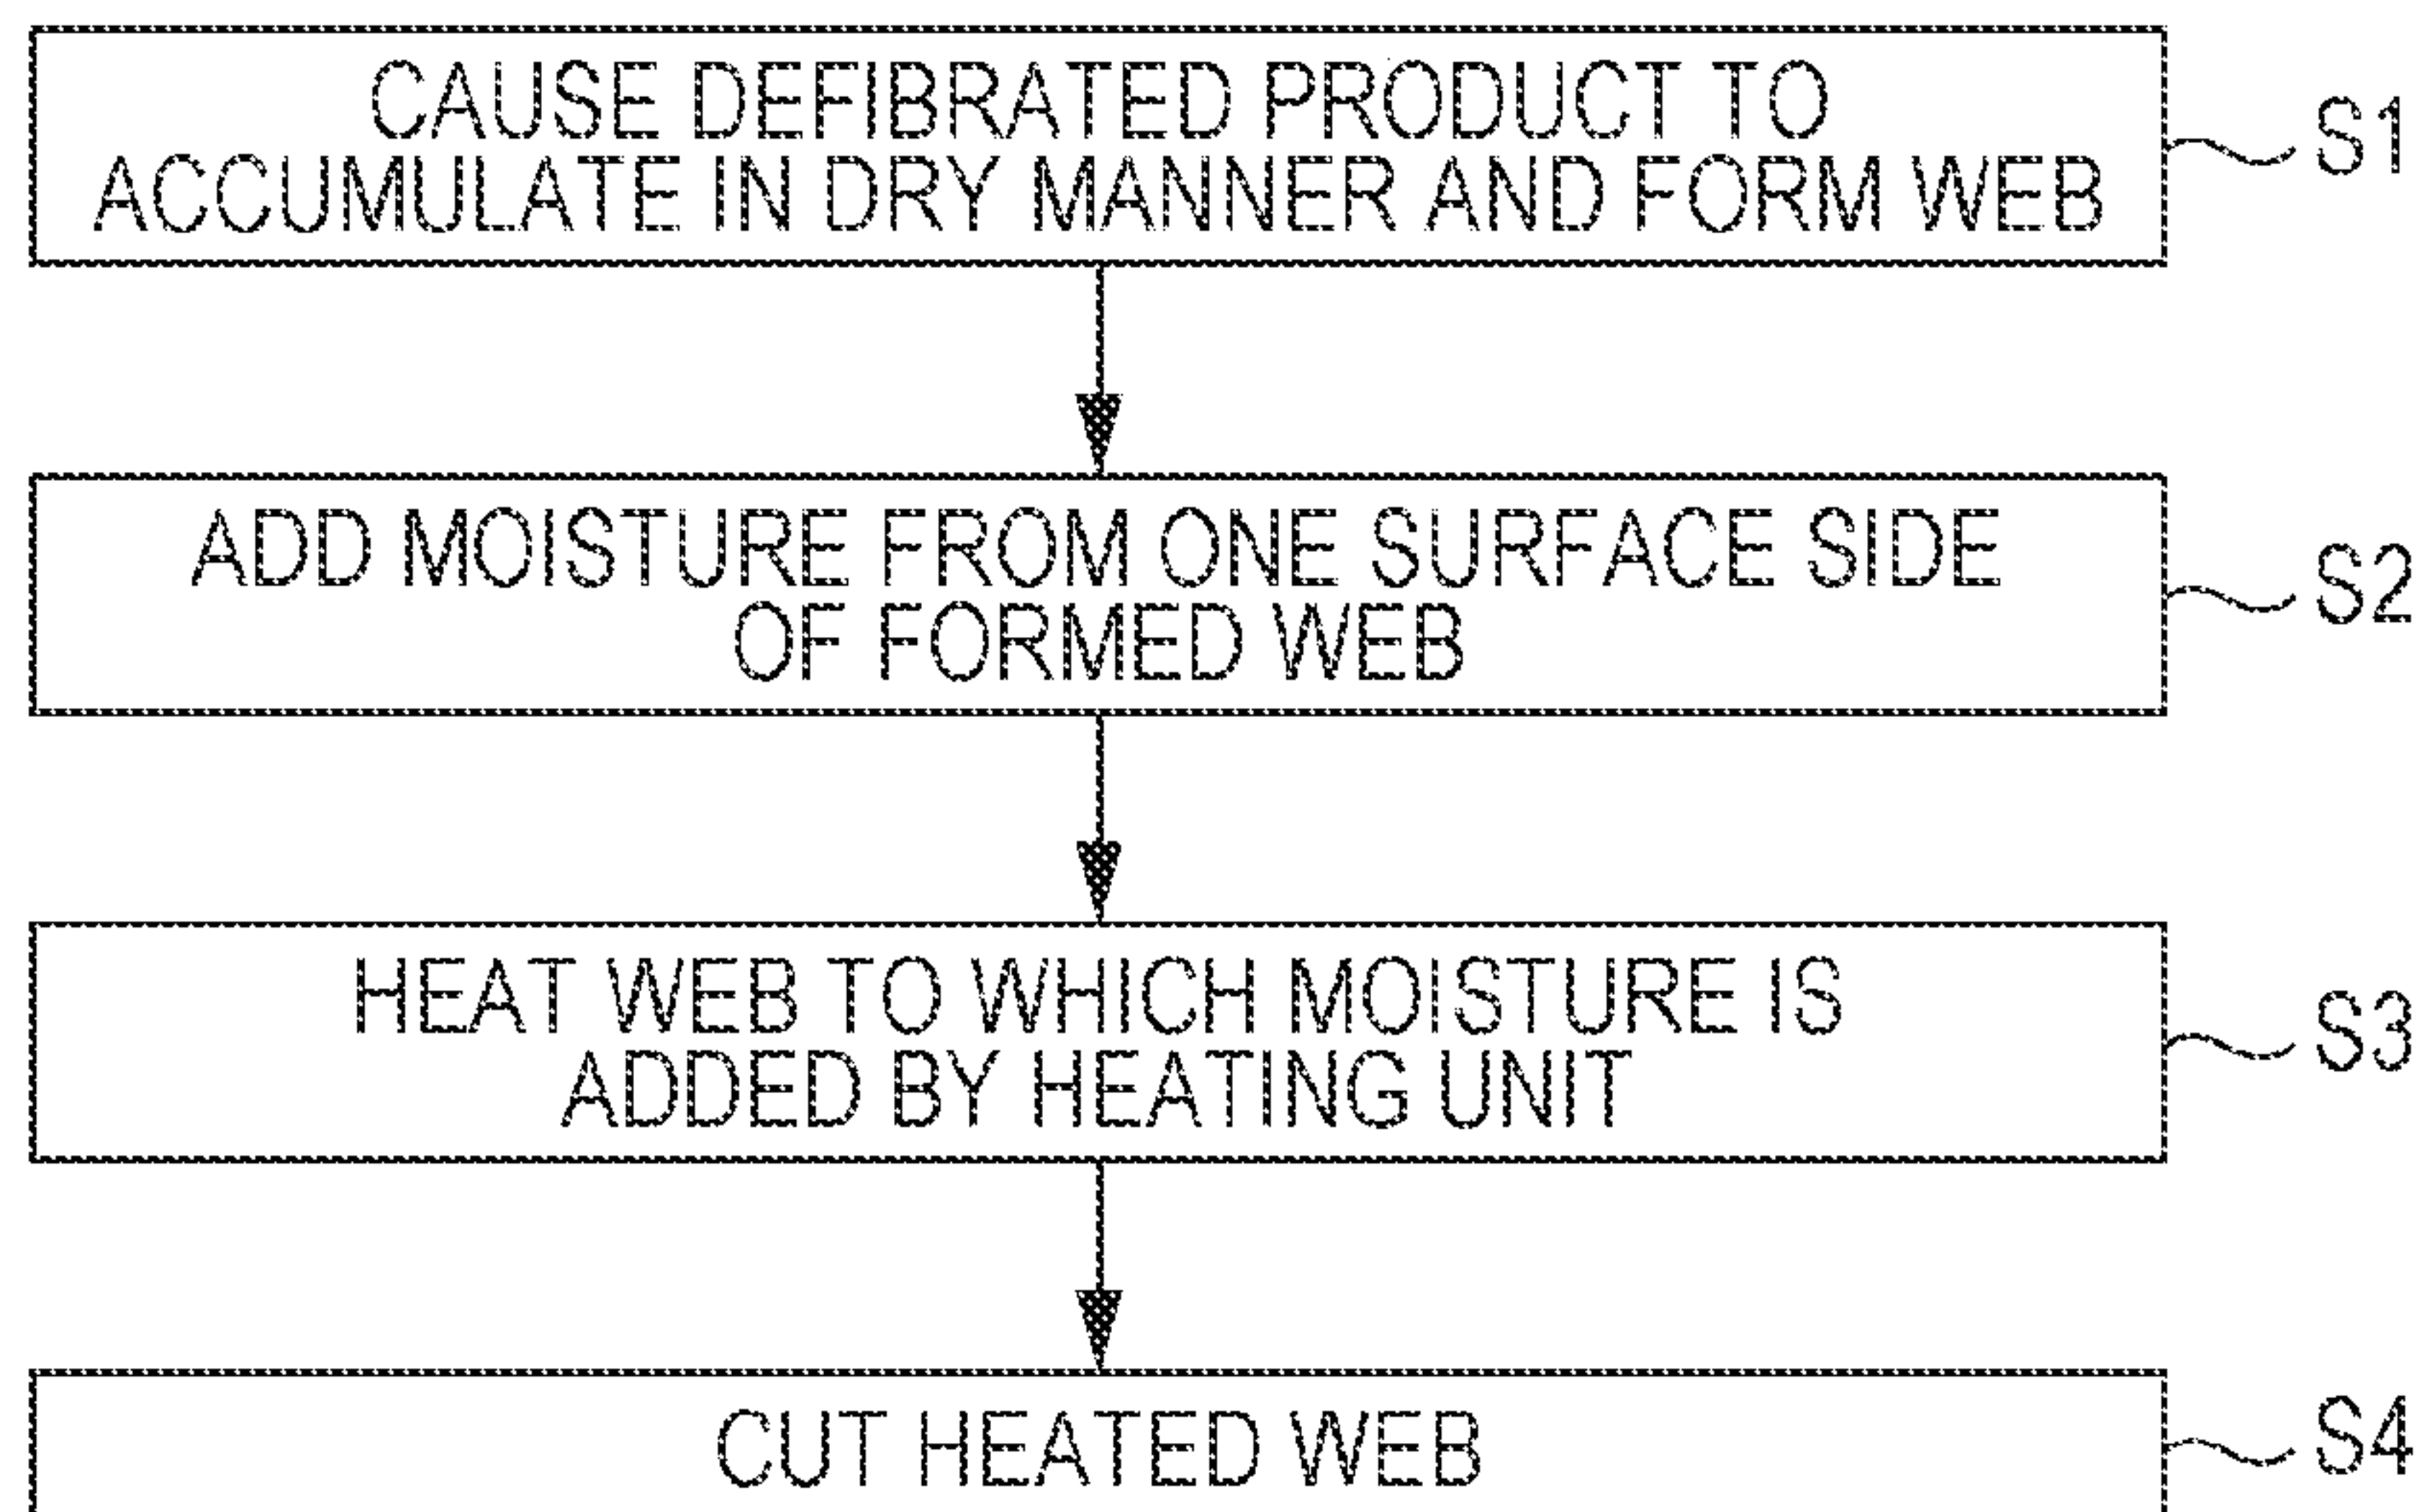 CAUSE DEFIBRATED PRODUCT TO
ACCUMULATE IN DRY MANNER AND FORM WEB
S1
ADD MOISTURE FROM ONE SURFACE SIDE
OF FORMED WEB
S2
HEAT WEB TO WHICH MOISTURE IS
ADDED BY HEATING UNIT
S3
CUT HEATED WEB
S4